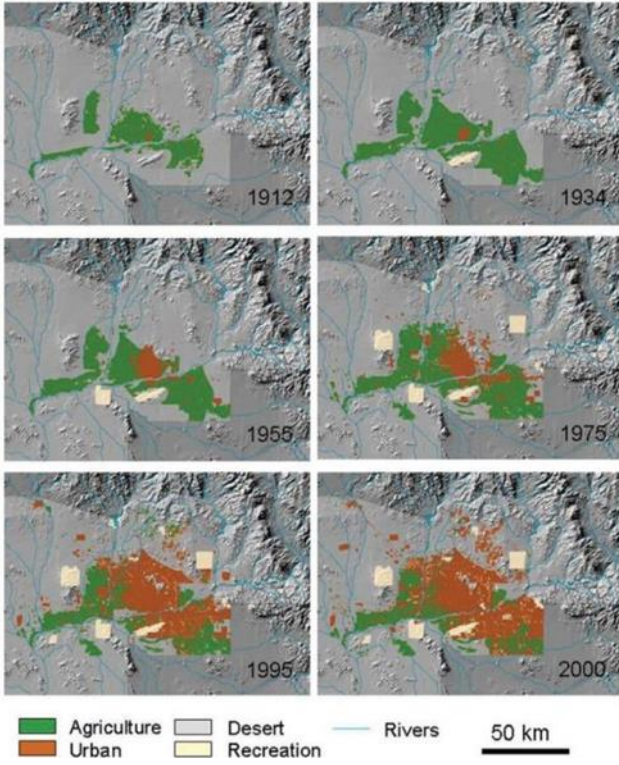 1912
1934
1955
1975
1995
2000
Agriculture
Desert
Rivers
50 km
Urban
Recreation